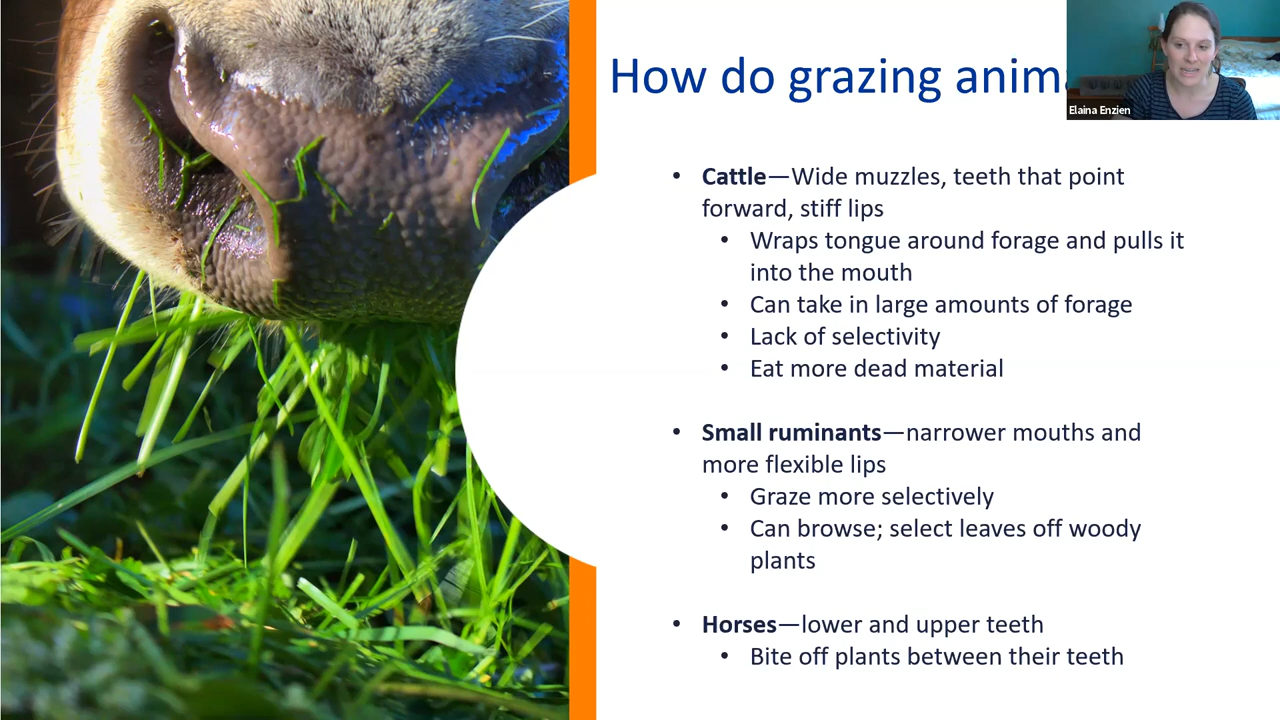 How do grazing anim
Elaina Enzien
• Cattle—Wide muzzles, teeth that point
forward, stiff lips
• Wraps tongue around forage and pulls it
into the mouth
• Can take in large amounts of forage
• Lack of selectivity
• Eat more dead material
• Small ruminants—narrower mouths and
more flexible lips
• Graze more selectively
• Can browse; select leaves off woody
plants
• Horses—lower and upper teeth
• Bite off plants between their teeth